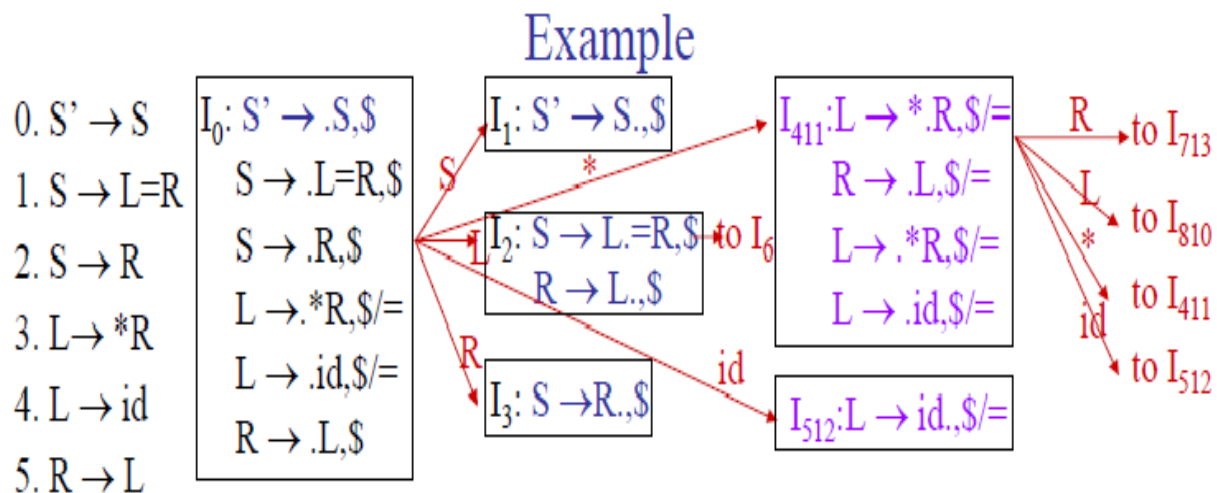 Example
0. S’ → S
1. S → L=R
2. S → R
3. L→ *R
4. L → id
5. R → L
I0: S’ → .S,$
S → .L=R,$
S → .R,$
L →.*R,$/=
L → .id,$/=
R → .L,$
S
*
L
R
id
I1: S’ → S.,$
I2: S → L.=R,$ to I6
R → L.,$
I3: S →R.,$
I411:L → *.R,$/=
R → .L,$/=
L→ .*R,$/=
L → .id,$/=
I512:L → id.,$/=
R
to I713
L
to I810
*
to I411
id
to I512